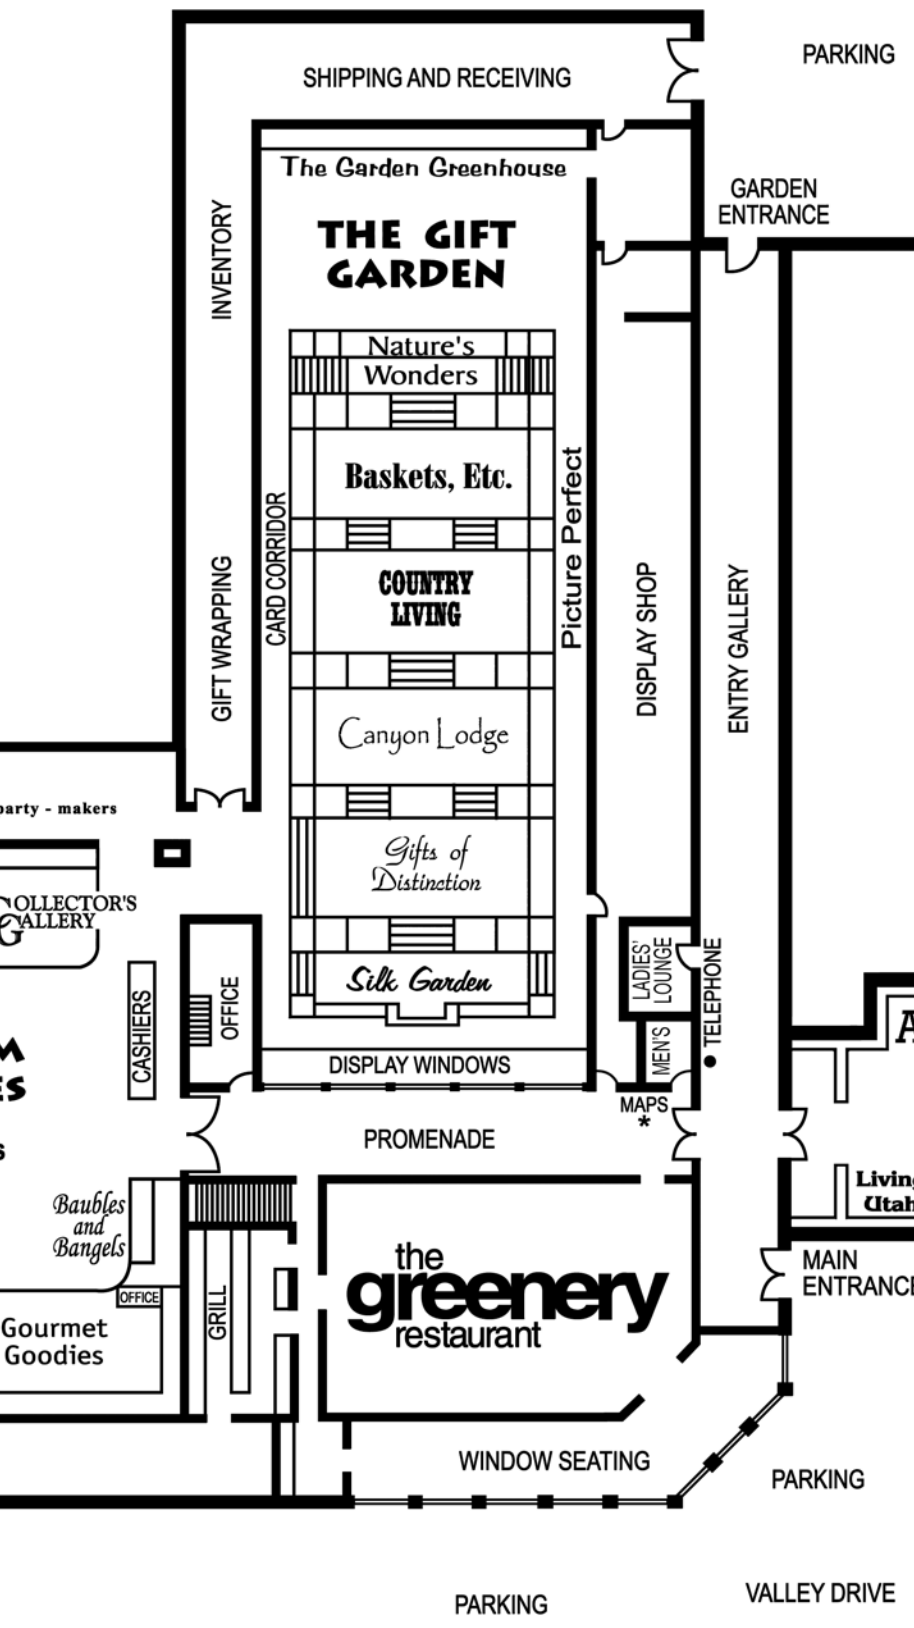 SHIPPING AND RECEIVING
PARKING
The Garden Greenhouse
GARDEN
ENTRANCE
INVENTORY
THE GIFT
GARDEN
Nature's
Wonders
Baskets, Etc.
Picture Perfect
CARD CORRIDOR
GIFT WRAPPING
COUNTRY
LIVING
DISPLAY SHOP
ENTRY GALLERY
Canyon Lodge
party - makers
Gifts of
Distinction
COLLECTOR'S
GALLERY
LADIES'
LOUNGE
TELEPHONE
Silk Garden
OFFICE
CASHIERS
MEN'S
DISPLAY WINDOWS
MAPS
*
PROMENADE
Baubles
and
Bangels
the
greenery
restaurant
GRILL
OFFICE
Gourmet
Goodies
MAIN
ENTRANCE
WINDOW SEATING
PARKING
VALLEY DRIVE
PARKING